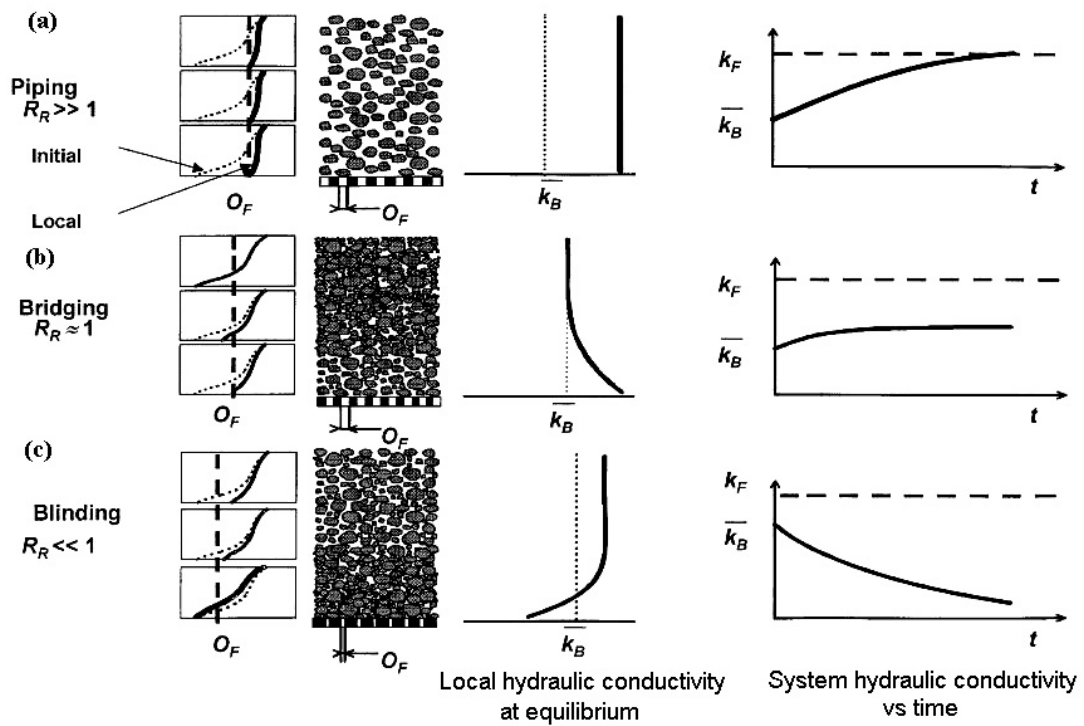 (a)
Piping
R_R >> 1
Initial
Local
O_F
O_F
k_B
k_F
k_B
t
(b)
Bridging
R_R ≈ 1
O_F
O_F
k_B
k_F
k_B
t
(c)
Blinding
R_R << 1
O_F
O_F
k_B
k_F
k_B
t
Local hydraulic conductivity
at equilibrium
System hydraulic conductivity
vs time